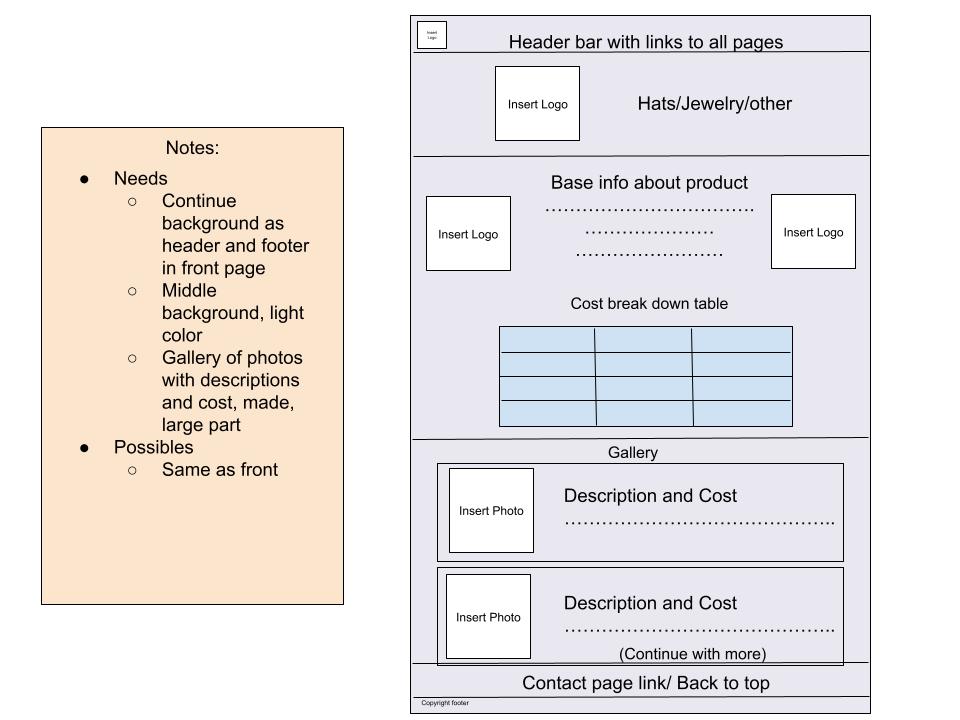 Notes:
● Needs
○ Continue
background as
header and footer
in front page
○ Middle
background, light
color
○ Gallery of photos
with descriptions
and cost, made,
large part
● Possibles
○ Same as front
Insert
Logo
Header bar with links to all pages
Insert Logo
Hats/Jewelry/other
Base info about product
……………………………….
………………….
…………………….
Insert Logo
Insert Logo
Cost break down table
Gallery
Insert Photo
Description and Cost
……………………………………..
Insert Photo
Description and Cost
……………………………………..
(Continue with more)
Contact page link/ Back to top
Copyright footer